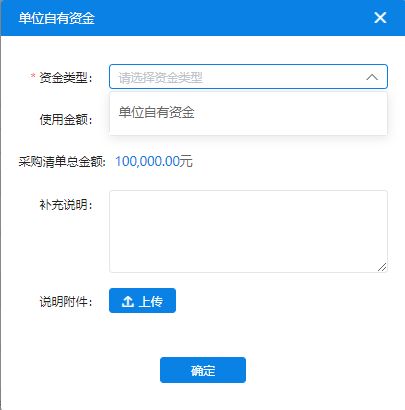 单位自有资金
* 资金类型： 请选择资金类型
单位自有资金
使用金额：
采购清单总金额: 100,000.00元
补充说明：
说明附件： 上传
确定